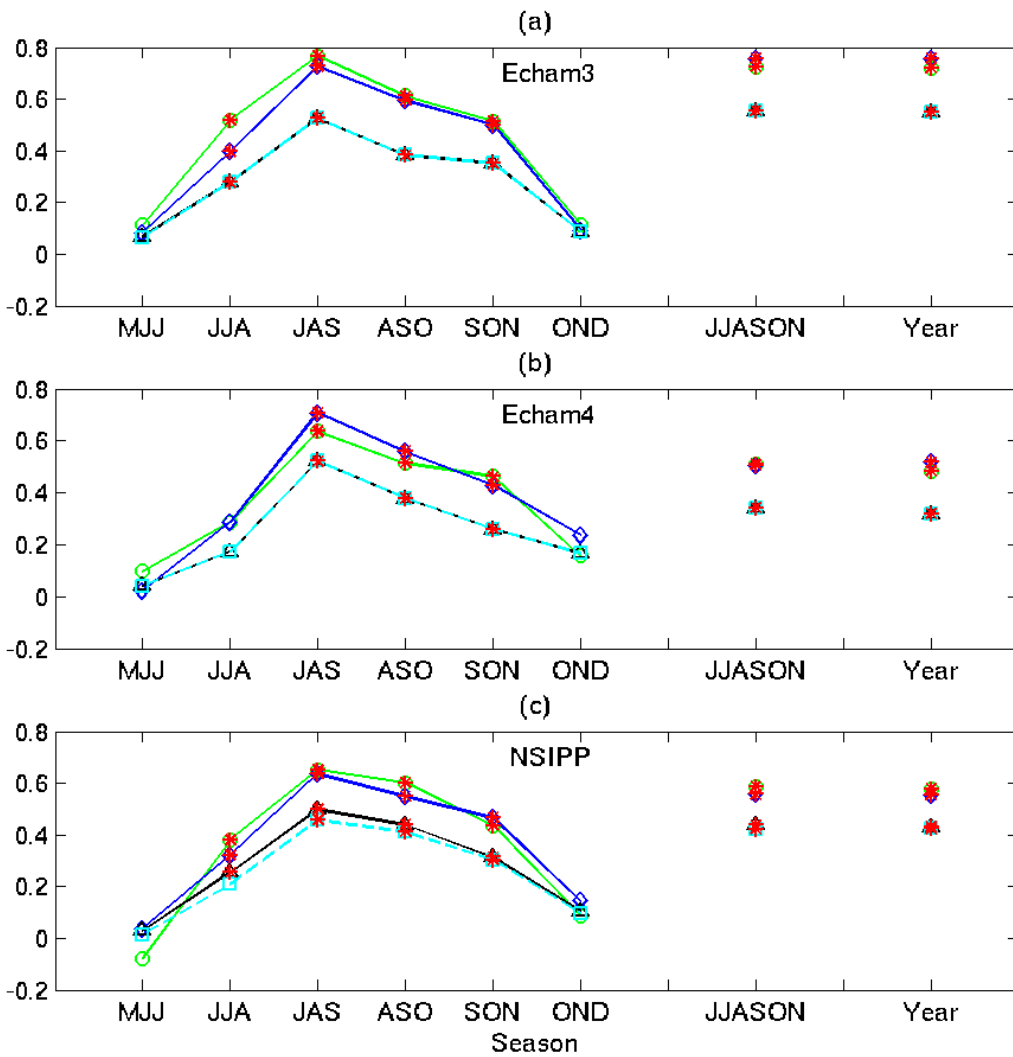 (a)
0.8
Echam3
0.6
0.4
0.2
0
-0.2
MJJ JJA JAS ASO SON OND JJASON Year
(b)
0.8
Echam4
0.6
0.4
0.2
0
-0.2
MJJ JJA JAS ASO SON OND JJASON Year
(c)
0.8
NSIPP
0.6
0.4
0.2
0
-0.2
MJJ JJA JAS ASO SON OND JJASON Year
Season